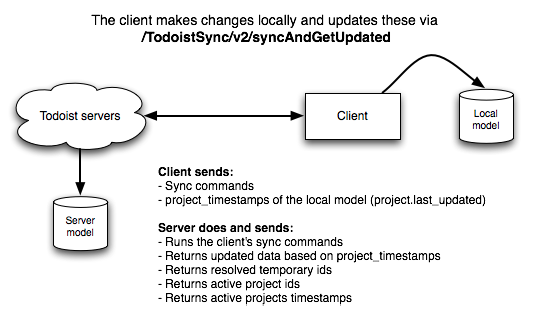 The client makes changes locally and updates these via
/TodoistSync/v2/syncAndGetUpdated
Todoist servers
Client
Local
model
Server
model
Client sends:
- Sync commands
- project_timestamps of the local model (project.last_updated)
Server does and sends:
- Runs the client's sync commands
- Returns updated data based on project_timestamps
- Returns resolved temporary ids
- Returns active project ids
- Returns active projects timestamps